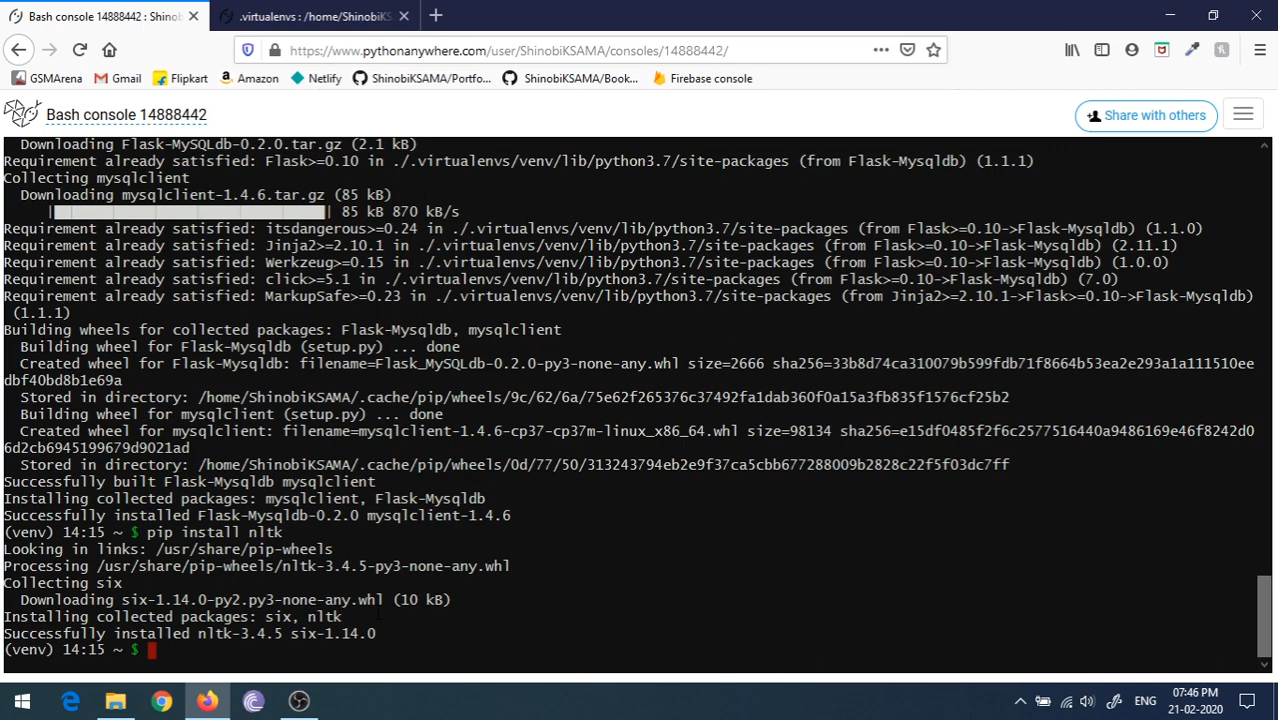 Bash console 14888442 : Shinobi
.virtualenvs : /home/ShinobiKS
https://www.pythonanywhere.com/user/ShinobiKSAMA/consoles/14888442/
GSMArena
Gmail
Flipkart
Amazon
Netlify
ShinobiKSAMA/Portfo...
ShinobiKSAMA/Book...
Firebase console
Bash console 14888442
Share with others
Downloading Flask-MySQLdb-0.2.0.tar.gz (2.1 kB)
Requirement already satisfied: Flask>=0.10 in ./.virtualenvs/venv/lib/python3.7/site-packages (from Flask-Mysqldb) (1.1.1)
Collecting mysqlclient
Downloading mysqlclient-1.4.6.tar.gz (85 kB)
|████████████████████████████████| 85 kB 870 kB/s
Requirement already satisfied: itsdangerous>=0.24 in ./.virtualenvs/venv/lib/python3.7/site-packages (from Flask>=0.10->Flask-Mysqldb) (1.1.0)
Requirement already satisfied: Jinja2>=2.10.1 in ./.virtualenvs/venv/lib/python3.7/site-packages (from Flask>=0.10->Flask-Mysqldb) (2.11.1)
Requirement already satisfied: Werkzeug>=0.15 in ./.virtualenvs/venv/lib/python3.7/site-packages (from Flask>=0.10->Flask-Mysqldb) (1.0.0)
Requirement already satisfied: click>=5.1 in ./.virtualenvs/venv/lib/python3.7/site-packages (from Flask>=0.10->Flask-Mysqldb) (7.0)
Requirement already satisfied: MarkupSafe>=0.23 in ./.virtualenvs/venv/lib/python3.7/site-packages (from Jinja2>=2.10.1->Flask>=0.10->Flask-Mysqldb)
(1.1.1)
Building wheels for collected packages: Flask-Mysqldb, mysqlclient
Building wheel for Flask-Mysqldb (setup.py) ... done
Created wheel for Flask-Mysqldb: filename=Flask_MySQLdb-0.2.0-py3-none-any.whl size=2666 sha256=33b8d74ca310079b599fdb71f8664b53ea2e293a1a111510ee
dbf40bd8b1e69a
Stored in directory: /home/ShinobiKSAMA/.cache/pip/wheels/9c/62/6a/75e62f265376c37492fa1dab360f0a15a3fb835f1576cf25b2
Building wheel for mysqlclient (setup.py) ... done
Created wheel for mysqlclient: filename=mysqlclient-1.4.6-cp37-cp37m-linux_x86_64.whl size=98134 sha256=e15df0485f2f6c2577516440a9486169e46f8242d0
6d2cb6945199679d9021ad
Stored in directory: /home/ShinobiKSAMA/.cache/pip/wheels/0d/77/50/313243794eb2e9f37ca5cbb677288009b2828c22f5f03dc7ff
Successfully built Flask-Mysqldb mysqlclient
Installing collected packages: mysqlclient, Flask-Mysqldb
Successfully installed Flask-Mysqldb-0.2.0 mysqlclient-1.4.6
(venv) 14:15 ~ $ pip install nltk
Looking in links: /usr/share/pip-wheels
Processing /usr/share/pip-wheels/nltk-3.4.5-py3-none-any.whl
Collecting six
Downloading six-1.14.0-py2.py3-none-any.whl (10 kB)
Installing collected packages: six, nltk
Successfully installed nltk-3.4.5 six-1.14.0
(venv) 14:15 ~ $
ENG
07:46 PM
21-02-2020